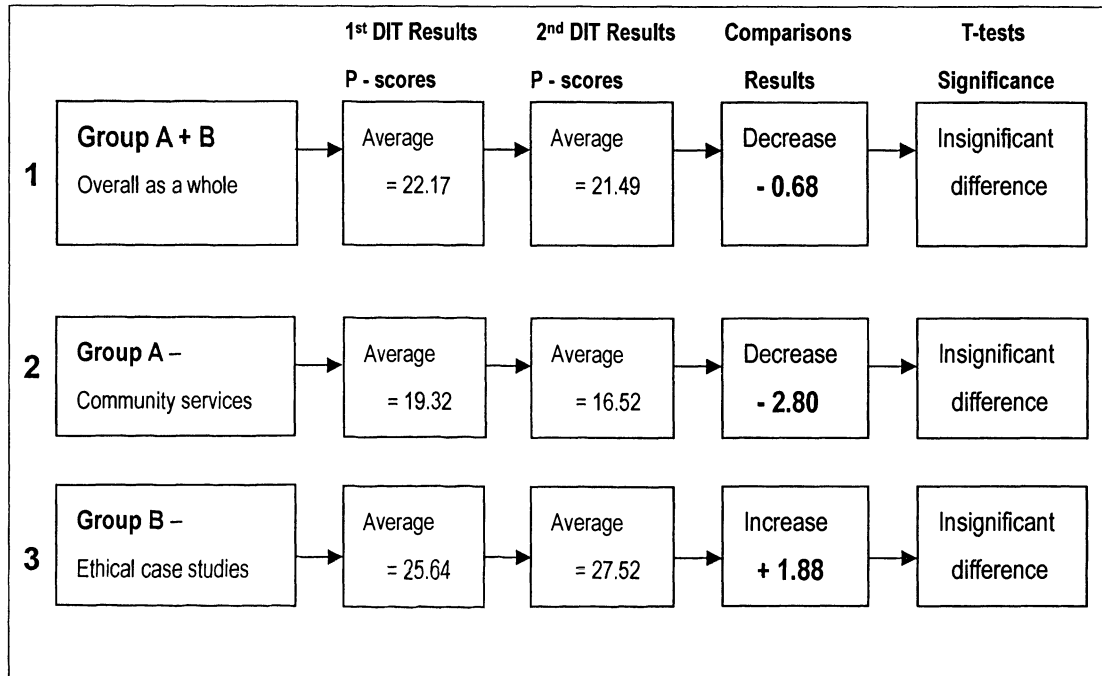 1st DIT Results 2nd DIT Results Comparisons T-tests
P - scores P - scores Results Significance
1
Group A + B
Overall as a whole
Average
= 22.17
Average
= 21.49
Decrease
- 0.68
Insignificant
difference
2
Group A –
Community services
Average
= 19.32
Average
= 16.52
Decrease
- 2.80
Insignificant
difference
3
Group B –
Ethical case studies
Average
= 25.64
Average
= 27.52
Increase
+ 1.88
Insignificant
difference